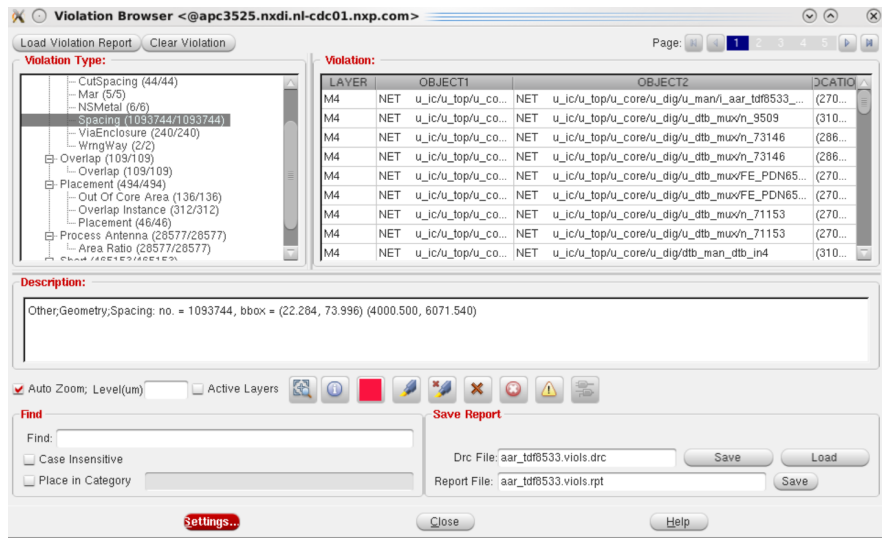 Violation Browser <@apc3525.nxdi.nl-cdc01.nxp.com>
Load Violation Report Clear Violation Page: 1 2 3 4 5
Violation Type:
CutSpacing (44/44)
Mar (5/5)
NSMetal (6/6)
Spacing (1093744/1093744)
ViaEnclosure (240/240)
WrngWay (2/2)
Overlap (109/109)
Overlap (109/109)
Placement (494/494)
Out Of Core Area (136/136)
Overlap Instance (312/312)
Placement (46/46)
Process Antenna (28577/28577)
Area Ratio (28577/28577)
Short (465153/465153)
Violation:
LAYER OBJECT1 OBJECT2 OCATIO
M4 NET u_ic/u_top/u_co... NET u_ic/u_top/u_core/u_dig/u_man/i_aar_tdf8533_... (270...
M4 NET u_ic/u_top/u_co... NET u_ic/u_top/u_core/u_dig/u_dtb_mux/n_9509 (310...
M4 NET u_ic/u_top/u_co... NET u_ic/u_top/u_core/u_dig/u_dtb_mux/n_73146 (286...
M4 NET u_ic/u_top/u_co... NET u_ic/u_top/u_core/u_dig/u_dtb_mux/n_73146 (286...
M4 NET u_ic/u_top/u_co... NET u_ic/u_top/u_core/u_dig/u_dtb_mux/FE_PDN65... (270...
M4 NET u_ic/u_top/u_co... NET u_ic/u_top/u_core/u_dig/u_dtb_mux/FE_PDN65... (270...
M4 NET u_ic/u_top/u_co... NET u_ic/u_top/u_core/u_dig/u_dtb_mux/n_71153 (270...
M4 NET u_ic/u_top/u_co... NET u_ic/u_top/u_core/u_dig/u_dtb_mux/n_71153 (270...
M4 NET u_ic/u_top/u_co... NET u_ic/u_top/u_core/u_dig/dtb_man_dtb_in4 (310...
Description:
Other;Geometry;Spacing: no. = 1093744, bbox = (22.284, 73.996) (4000.500, 6071.540)
Auto Zoom; Level(um) Active Layers
Find
Find:
Case Insensitive
Place in Category
Save Report
Drc File: aar_tdf8533.viols.drc Save Load
Report File: aar_tdf8533.viols.rpt Save
Settings... Close Help